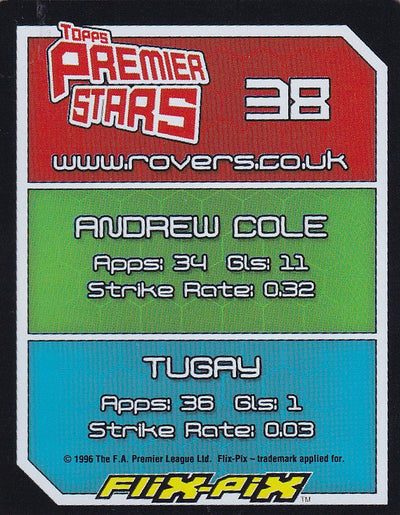 TOPPS
PREMIER
STARS
38
www.rovers.co.uk
ANDREW COLE
Apps: 34 Gls: 11
Strike Rate: 0.32
TUGAY
Apps: 36 Gls: 1
Strike Rate: 0.03
© 1996 The F.A. Premier League Ltd. Flix-Pix – trademark applied for.
FLIX-PIX TM